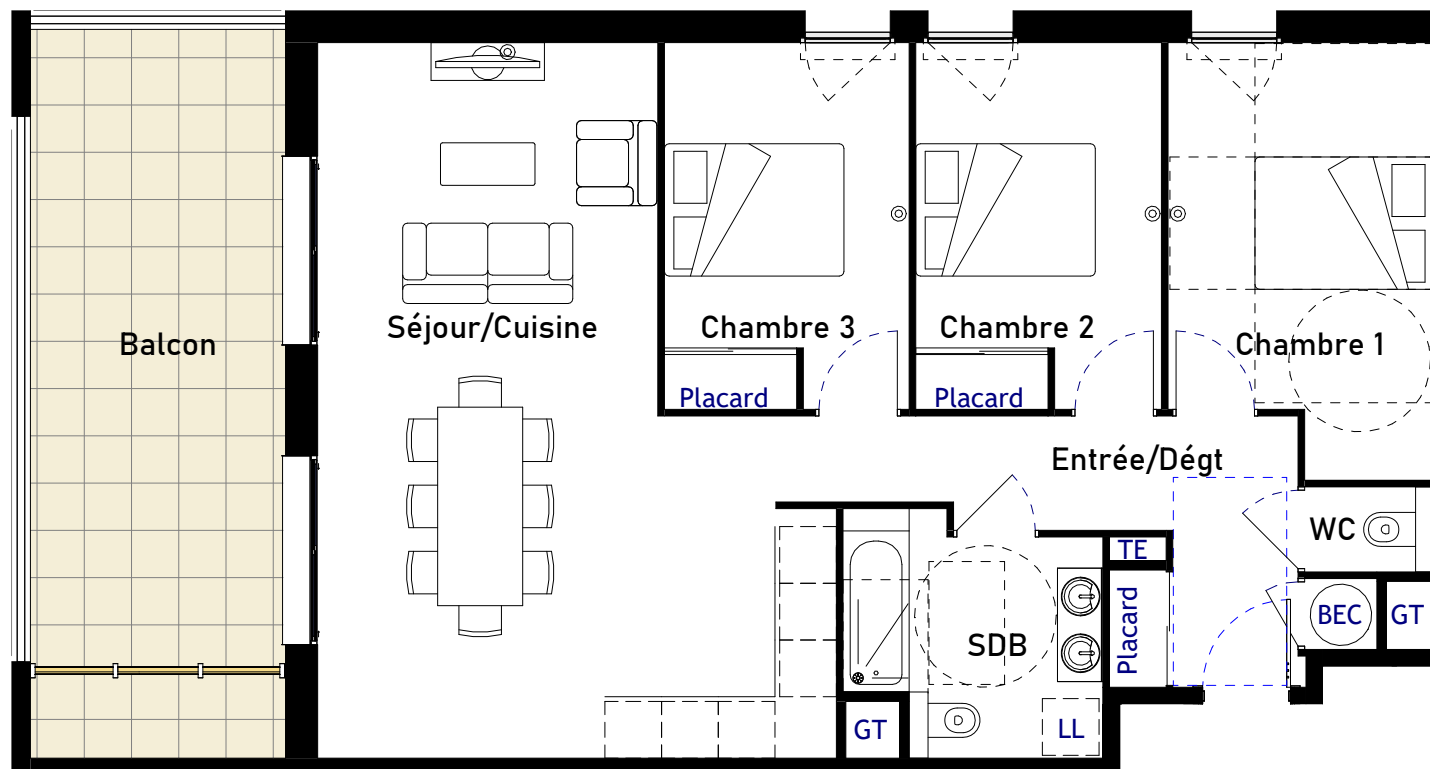 Balcon
Séjour/Cuisine
Chambre 3
Chambre 2
Chambre 1
Placard
Placard
Entrée/Dégt
WC
TE
Placard
SDB
BEC
GT
GT
LL